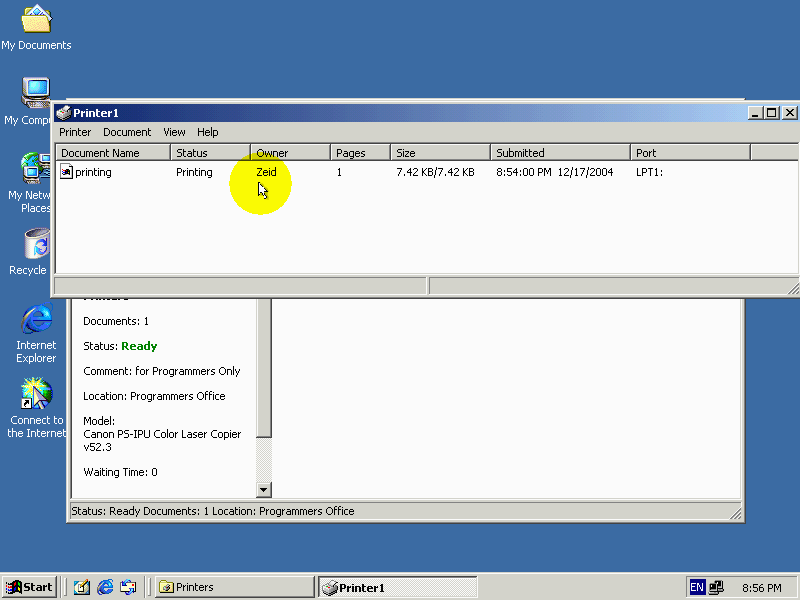 My Documents
My Compu
My Netw
Places
Recycle
Internet
Explorer
Connect to
the Internet
Printer1
Printer Document View Help
Document Name Status Owner Pages Size Submitted Port
printing Printing Zeid 1 7.42 KB/7.42 KB 8:54:00 PM 12/17/2004 LPT1:
Documents: 1
Status: Ready
Comment: for Programmers Only
Location: Programmers Office
Model:
Canon PS-IPU Color Laser Copier
v52.3
Waiting Time: 0
Status: Ready Documents: 1 Location: Programmers Office
Start Printers Printer1 EN 8:56 PM